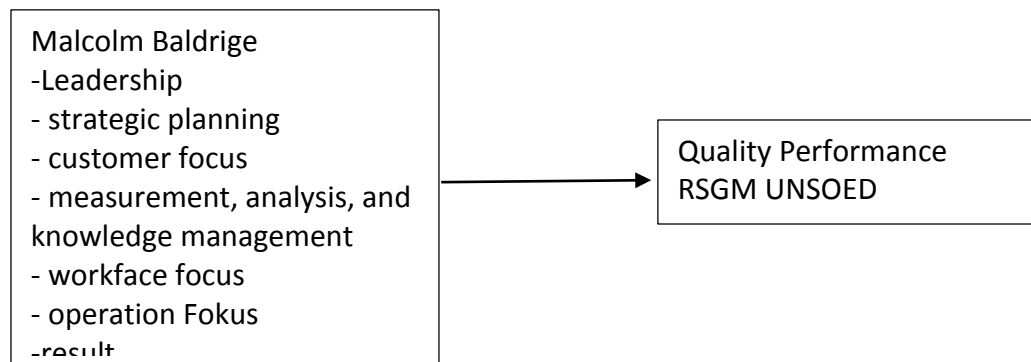 Malcolm Baldrige
-Leadership
- strategic planning
- customer focus
- measurement, analysis, and
knowledge management
- workface focus
- operation Fokus
-result
Quality Performance
RSGM UNSOED